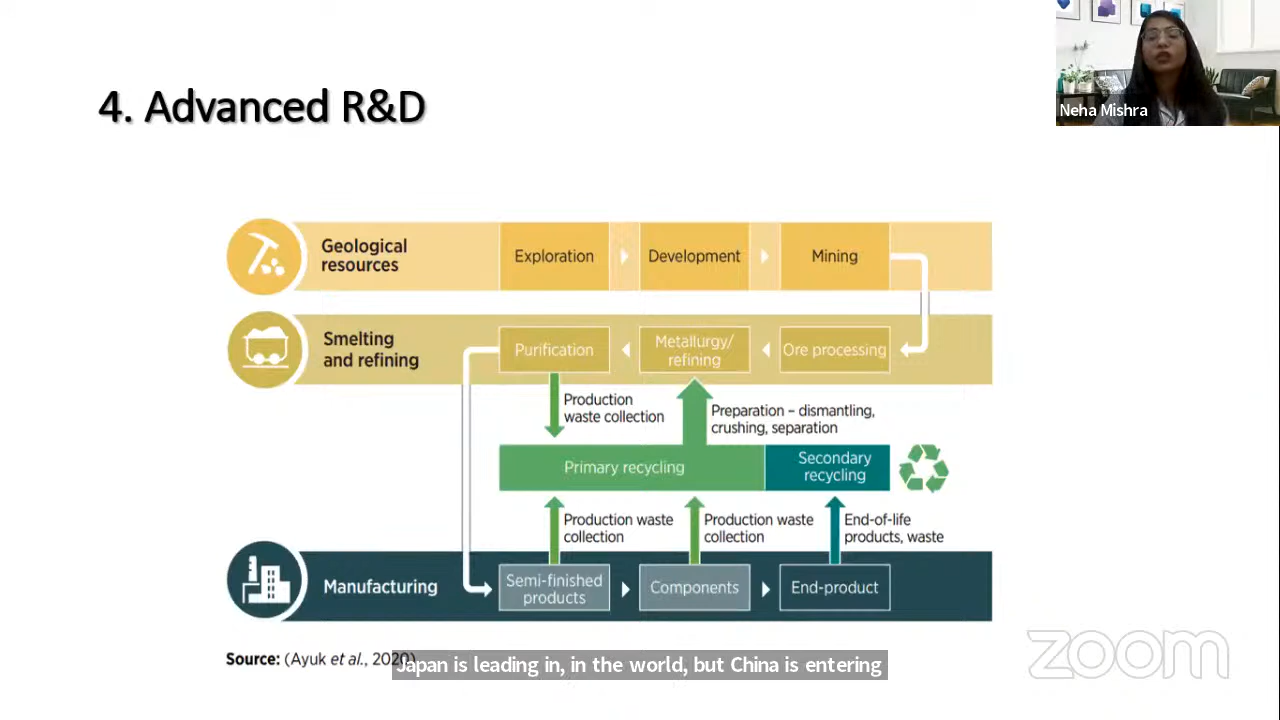 4. Advanced R&D
Neha Mishra
Geological
resources
Exploration
Development
Mining
Smelting
and refining
Purification
Metallurgy/
refining
Ore processing
Production
waste collection
Preparation – dismantling,
crushing, separation
Primary recycling
Secondary
recycling
Production waste
collection
Production waste
collection
End-of-life
products, waste
Manufacturing
Semi-finished
products
Components
End-product
Source: (Ayuk et al., 2020)
Japan is leading in, in the world, but China is entering
zoom